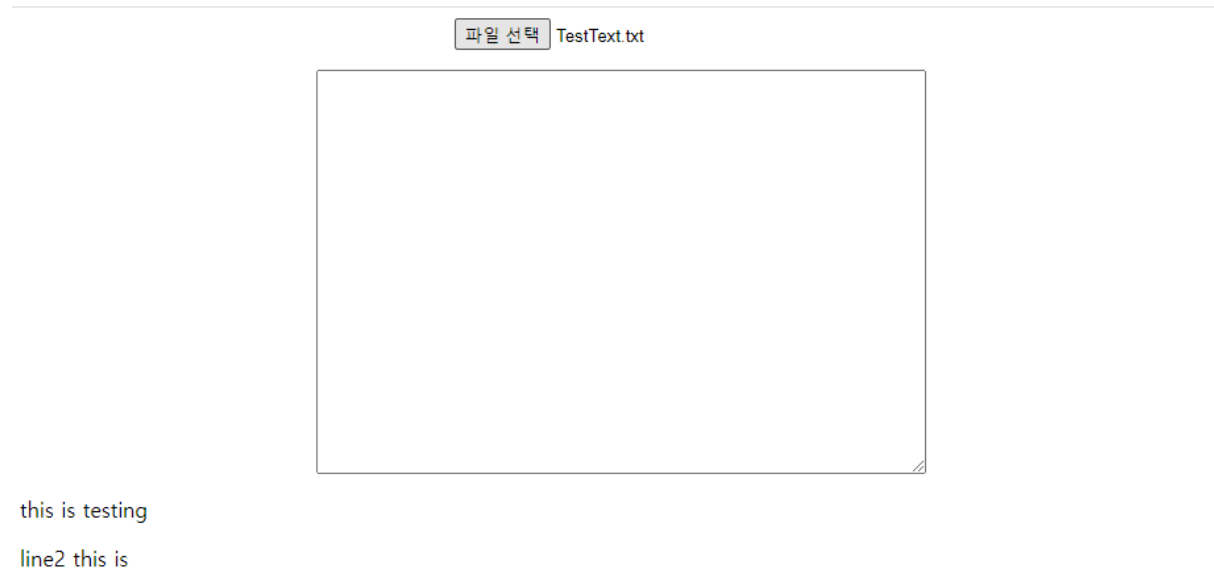 파일 선택 TestText.txt
this is testing
line2 this is